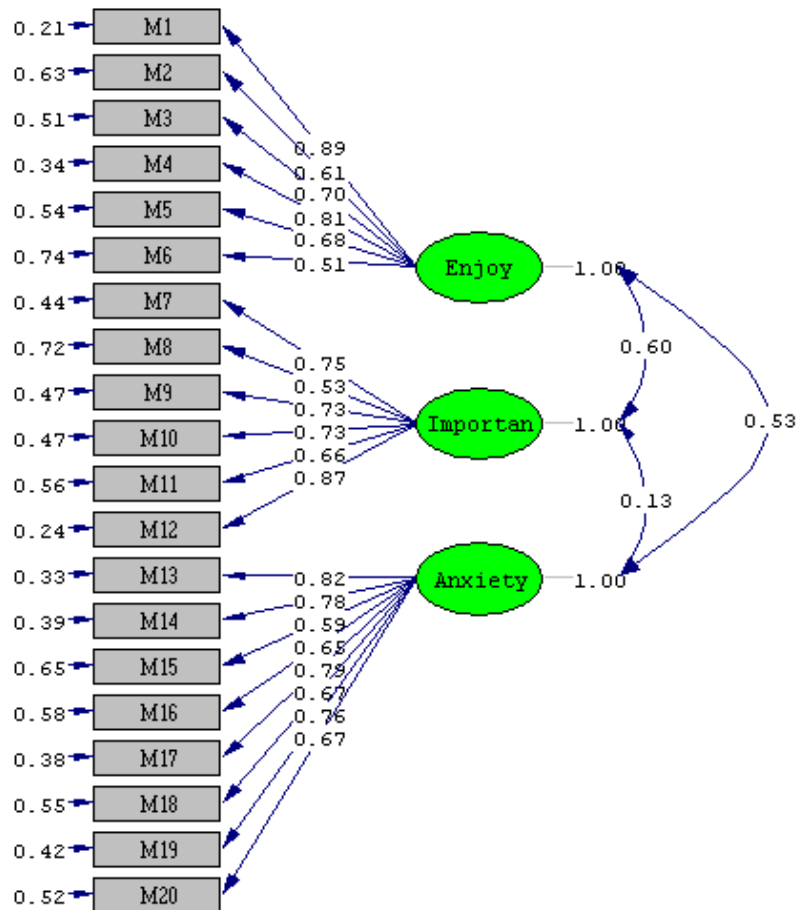 0.21 M1
0.63 M2
0.51 M3
0.34 M4
0.54 M5
0.74 M6
0.44 M7
0.72 M8
0.47 M9
0.47 M10
0.56 M11
0.24 M12
0.33 M13
0.39 M14
0.65 M15
0.58 M16
0.38 M17
0.55 M18
0.42 M19
0.52 M20
0.89
0.61
0.70
0.81
0.68
0.51
0.75
0.53
0.73
0.73
0.66
0.87
0.82
0.78
0.59
0.65
0.79
0.67
0.76
0.67
Enjoy 1.00
Importan 1.00
Anxiety 1.00
0.60
0.53
0.13